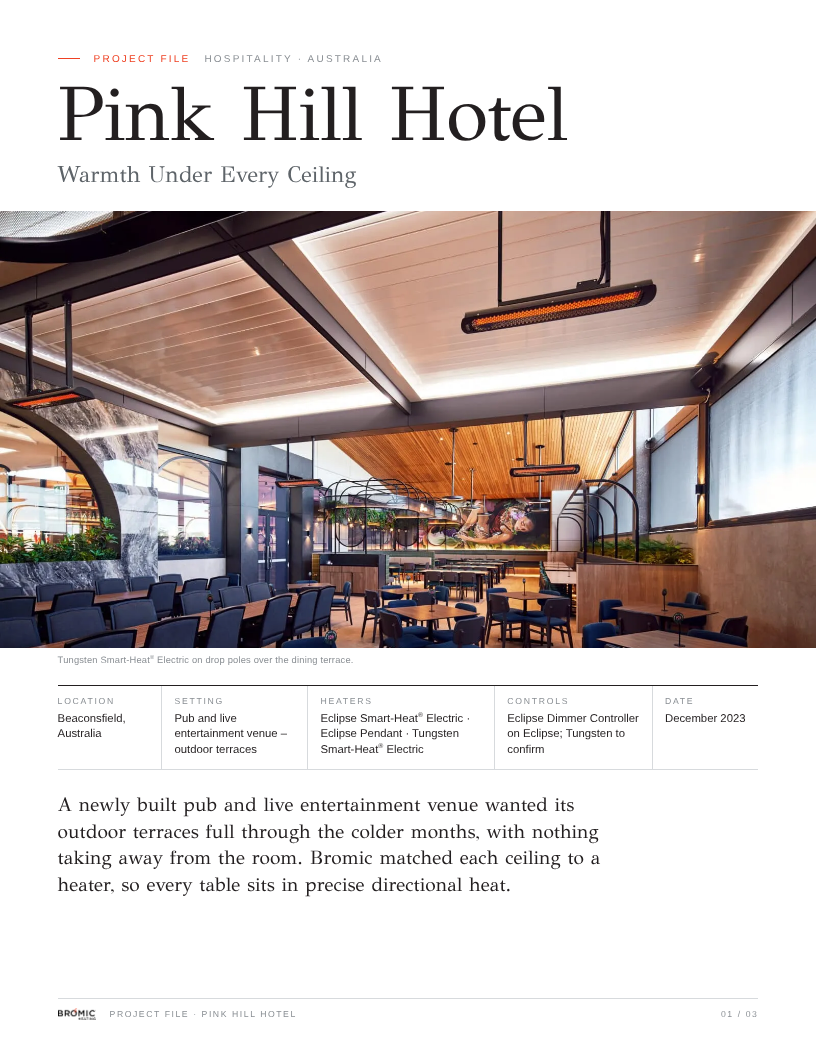 PROJECT FILE HOSPITALITY · AUSTRALIA
Pink Hill Hotel
Warmth Under Every Ceiling
Tungsten Smart-Heat® Electric on drop poles over the dining terrace.
LOCATION
Beaconsfield,
Australia
SETTING
Pub and live
entertainment venue –
outdoor terraces
HEATERS
Eclipse Smart-Heat® Electric ·
Eclipse Pendant · Tungsten
Smart-Heat® Electric
CONTROLS
Eclipse Dimmer Controller
on Eclipse; Tungsten to
confirm
DATE
December 2023
A newly built pub and live entertainment venue wanted its
outdoor terraces full through the colder months, with nothing
taking away from the room. Bromic matched each ceiling to a
heater, so every table sits in precise directional heat.
BROMIC
HEATING
PROJECT FILE · PINK HILL HOTEL
01 / 03